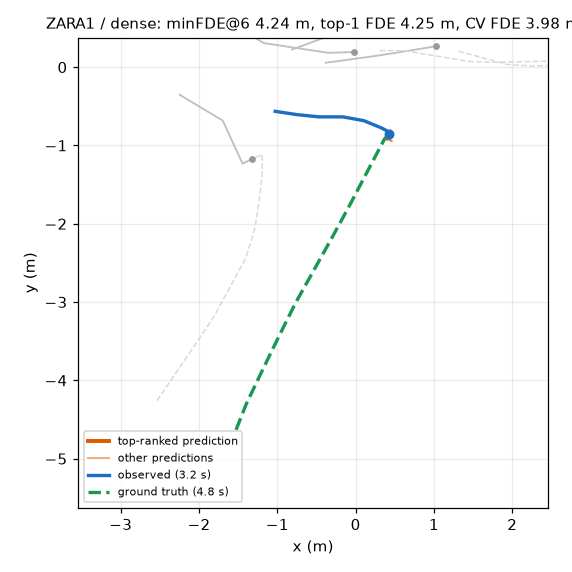 ZARA1 / dense: minFDE@6 4.24 m, top-1 FDE 4.25 m, CV FDE 3.98
0
−1
−2
−3
−4
−5
y (m)
top-ranked prediction
other predictions
observed (3.2 s)
ground truth (4.8 s)
−3
−2
−1
0
1
2
x (m)